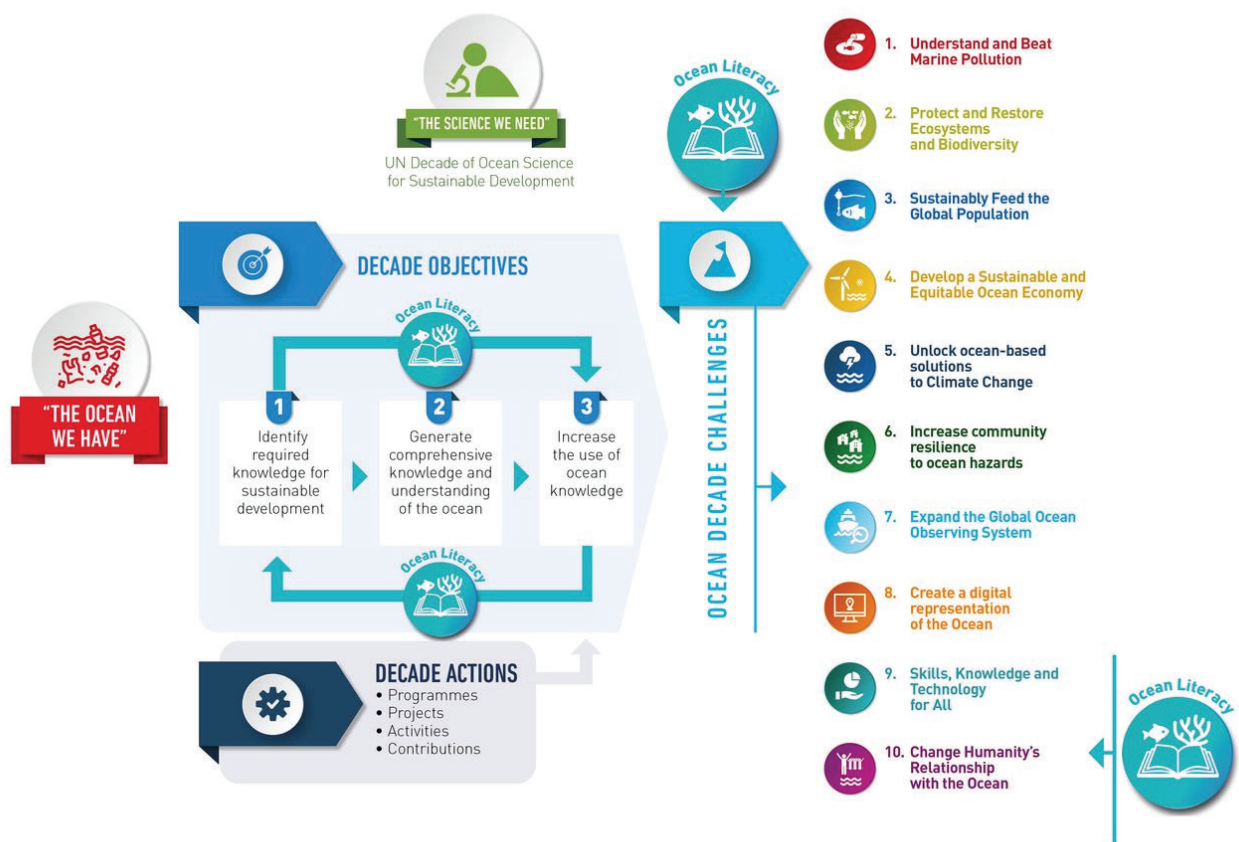 "THE SCIENCE WE NEED"
UN Decade of Ocean Science
for Sustainable Development
"THE OCEAN
WE HAVE"
DECADE OBJECTIVES
Ocean Literacy
1
Identify
required
knowledge for
sustainable
development
2
Generate
comprehensive
knowledge and
understanding
of the ocean
3
Increase
the use of
ocean
knowledge
Ocean Literacy
DECADE ACTIONS
• Programmes
• Projects
• Activities
• Contributions
Ocean Literacy
OCEAN DECADE CHALLENGES
1. Understand and Beat
Marine Pollution
2. Protect and Restore
Ecosystems
and Biodiversity
3. Sustainably Feed the
Global Population
4. Develop a Sustainable and
Equitable Ocean Economy
5. Unlock ocean-based
solutions
to Climate Change
6. Increase community
resilience
to ocean hazards
7. Expand the Global Ocean
Observing System
8. Create a digital
representation
of the Ocean
9. Skills, Knowledge and
Technology
for All
10. Change Humanity's
Relationship
with the Ocean
Ocean Literacy